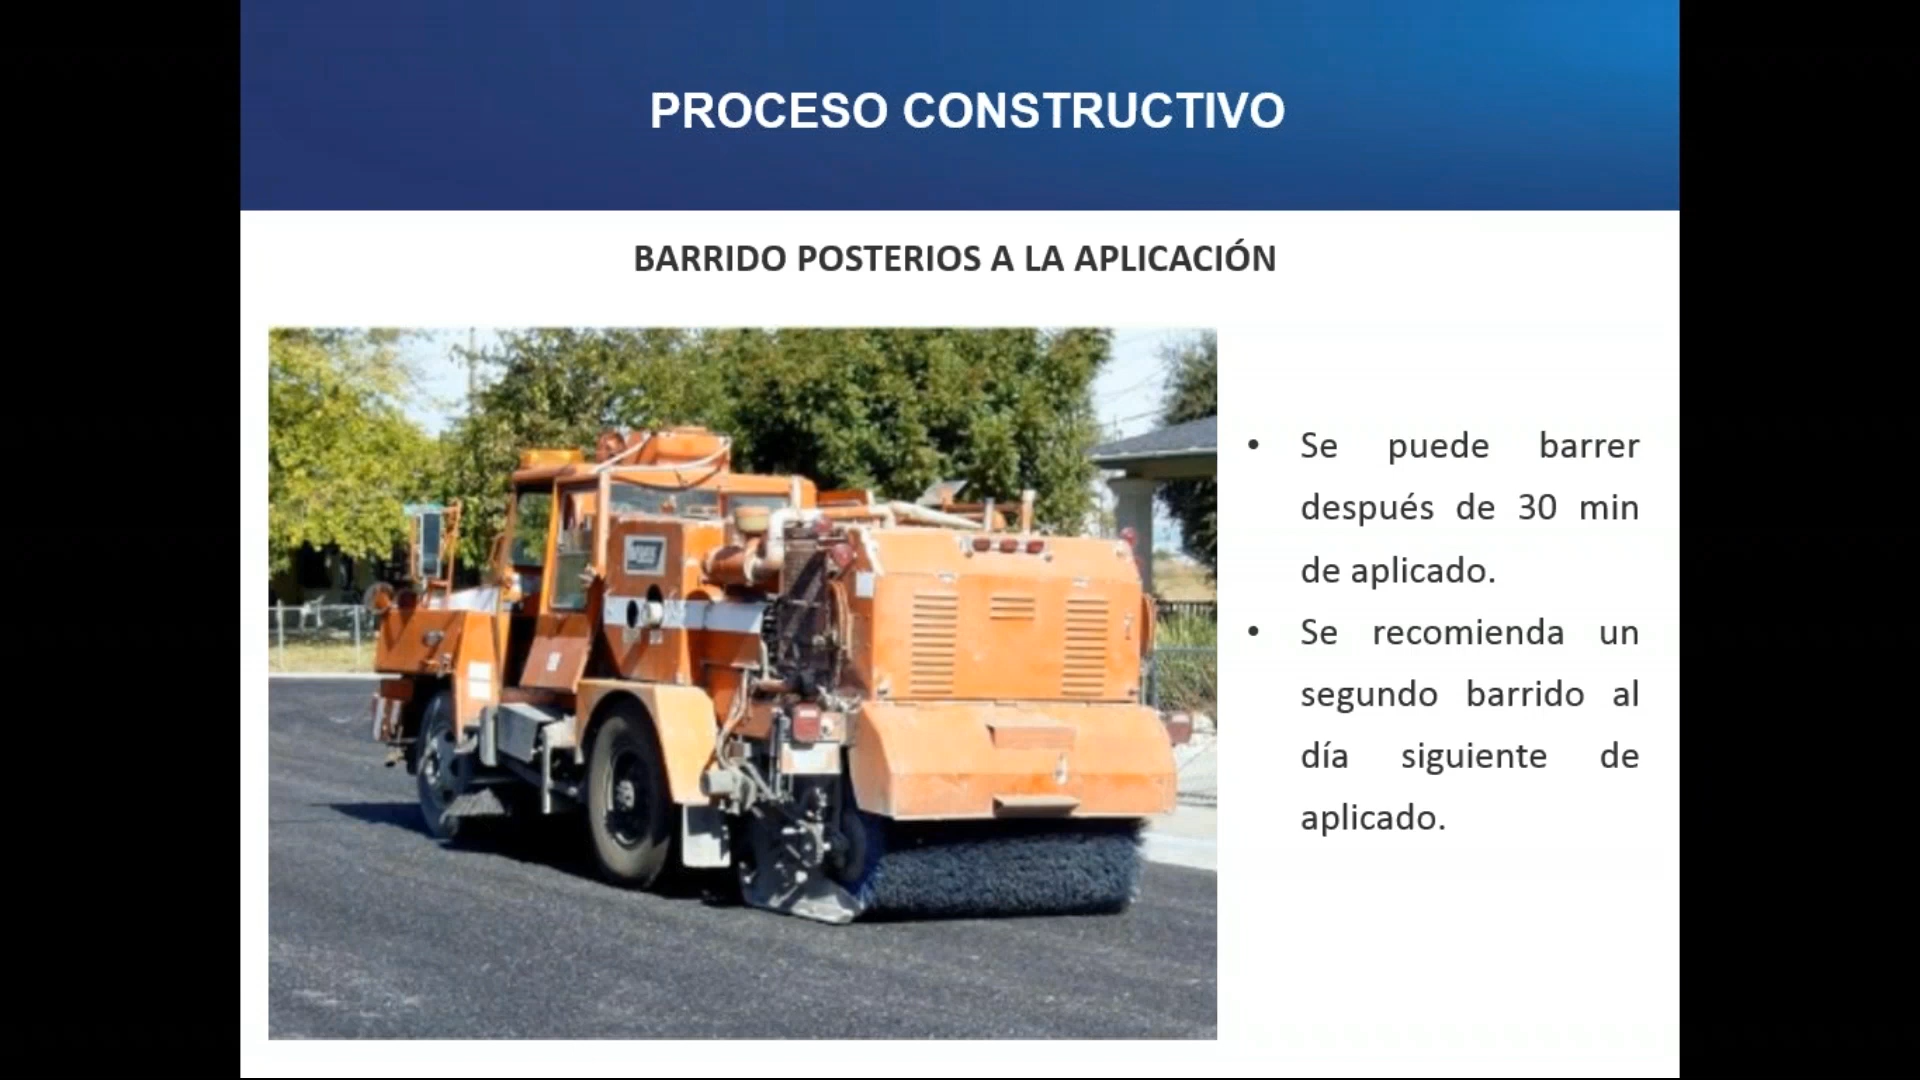 PROCESO CONSTRUCTIVO
BARRIDO POSTERIOS A LA APLICACIÓN
• Se puede barrer
después de 30 min
de aplicado.
• Se recomienda un
segundo barrido al
día siguiente de
aplicado.